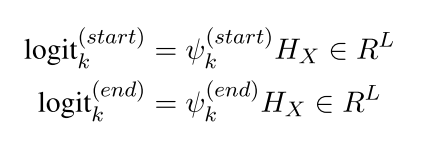 logit_k^{(start)} = ψ_k^{(start)} H_X ∈ R^L
logit_k^{(end)} = ψ_k^{(end)} H_X ∈ R^L